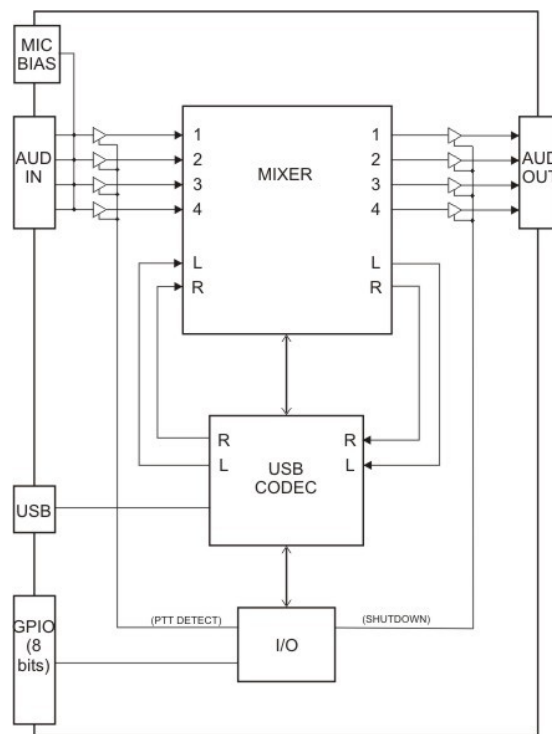 MIC
BIAS
AUD
IN
1
2
3
4
L
R
MIXER
1
2
3
4
L
R
AUD
OUT
R
L
USB
CODEC
R
L
USB
GPIO
(8
bits)
(PTT DETECT)
I/O
(SHUTDOWN)